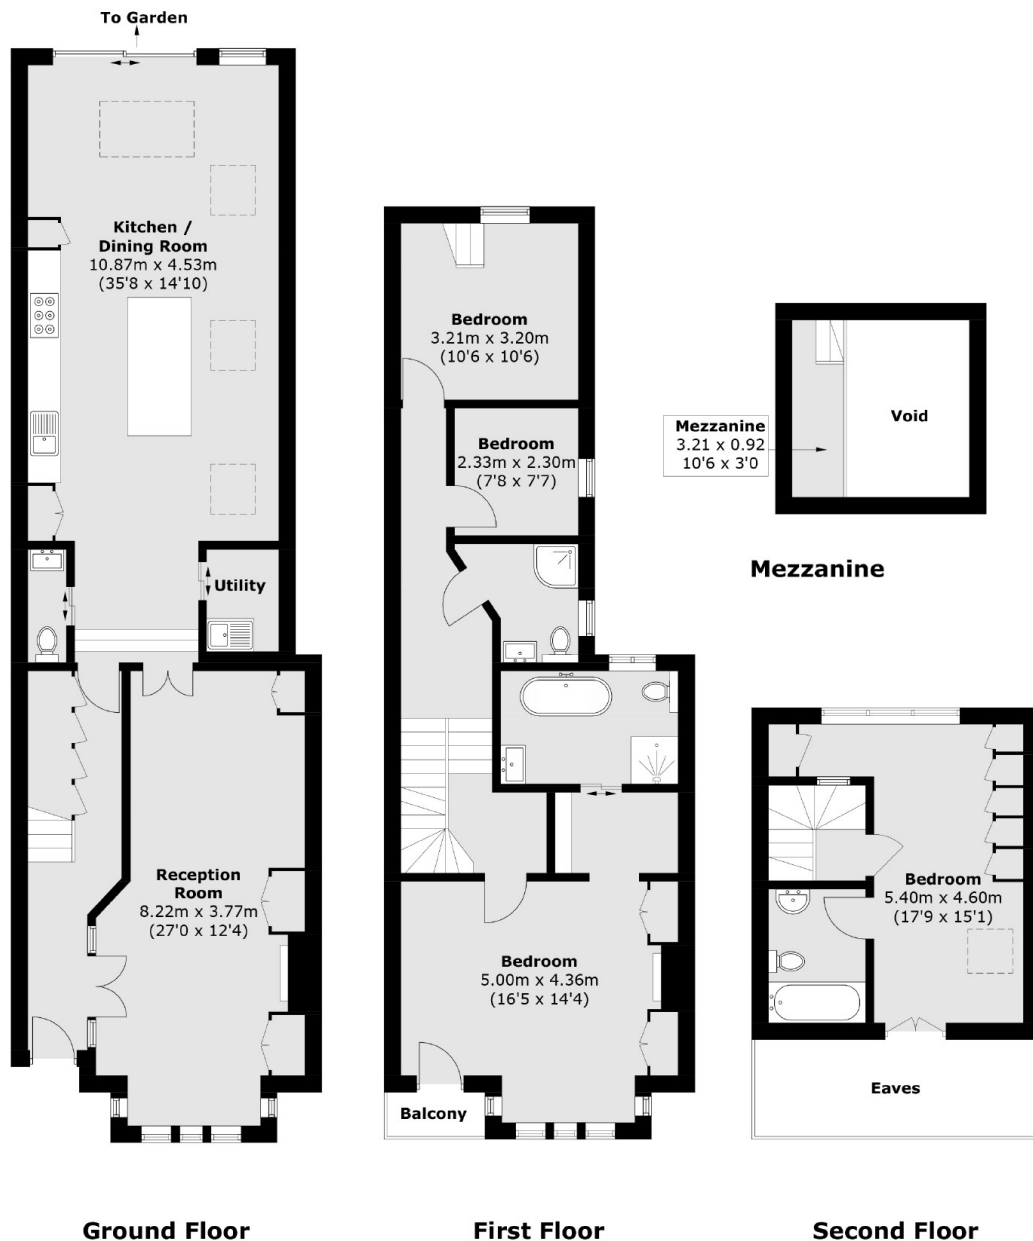 To Garden
Kitchen /
Dining Room
10.87m x 4.53m
(35'8 x 14'10)
Utility
Reception
Room
8.22m x 3.77m
(27'0 x 12'4)
Ground Floor
Bedroom
3.21m x 3.20m
(10'6 x 10'6)
Bedroom
2.33m x 2.30m
(7'8 x 7'7)
Bedroom
5.00m x 4.36m
(16'5 x 14'4)
Balcony
First Floor
Mezzanine
3.21 x 0.92
10'6 x 3'0
Void
Mezzanine
Bedroom
5.40m x 4.60m
(17'9 x 15'1)
Eaves
Second Floor